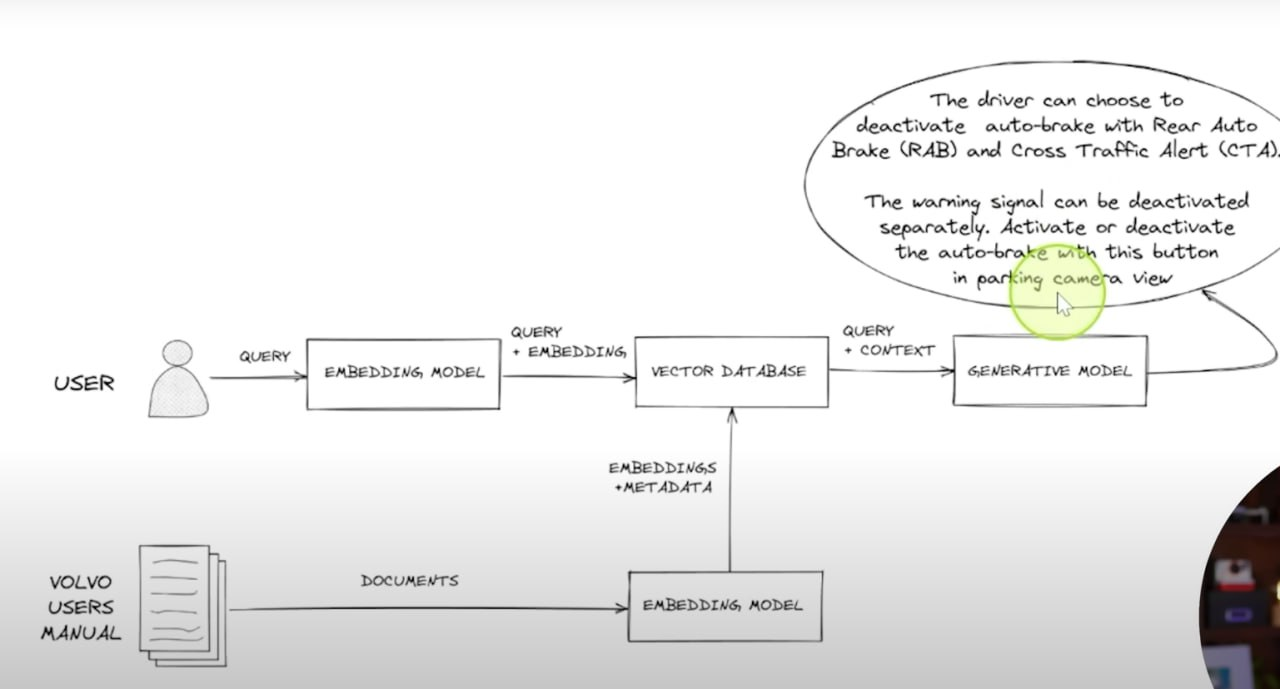 The driver can choose to
deactivate auto-brake with Rear Auto
Brake (RAB) and Cross Traffic Alert (CTA).
The warning signal can be deactivated
separately. Activate or deactivate
the auto-brake with this button
in parking camera view
USER
QUERY
EMBEDDING MODEL
QUERY
+ EMBEDDING
VECTOR DATABASE
QUERY
+ CONTEXT
GENERATIVE MODEL
EMBEDDINGS
+METADATA
VOLVO
USERS
MANUAL
DOCUMENTS
EMBEDDING MODEL